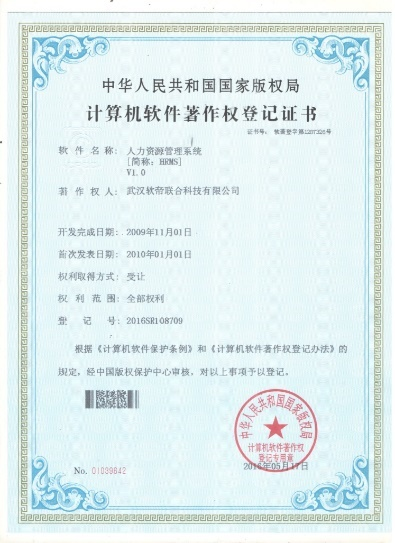 中华人民共和国国家版权局
计算机软件著作权登记证书
证书号： 软著登字第1287326号
软 件 名 称： 人力资源管理系统
[简称：HRMS]
V1.0
著 作 权 人： 武汉软帝联合科技有限公司
开发完成日期： 2009年11月01日
首次发表日期： 2010年01月01日
权利取得方式： 受让
权 利 范 围： 全部权利
登 记 号： 2016SR108709
根据《计算机软件保护条例》和《计算机软件著作权登记办法》的
规定，经中国版权保护中心审核，对以上事项予以登记。
中华人民共和国国家版权局
计算机软件著作权
登记专用章
2016年05月17日
No. 01039642